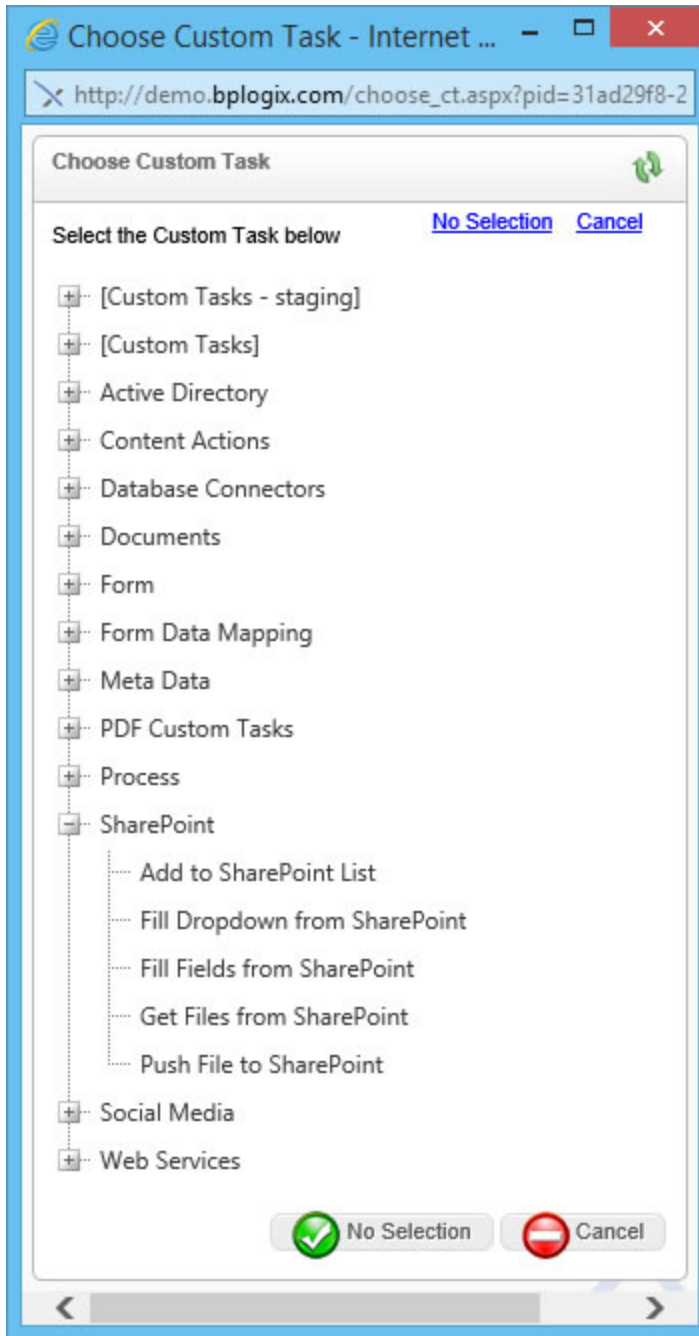 Choose Custom Task - Internet ...
http://demo.bplogix.com/choose_ct.aspx?pid=31ad29f8-2
Choose Custom Task
Select the Custom Task below No Selection Cancel
[Custom Tasks - staging]
[Custom Tasks]
Active Directory
Content Actions
Database Connectors
Documents
Form
Form Data Mapping
Meta Data
PDF Custom Tasks
Process
SharePoint
Add to SharePoint List
Fill Dropdown from SharePoint
Fill Fields from SharePoint
Get Files from SharePoint
Push File to SharePoint
Social Media
Web Services
No Selection Cancel